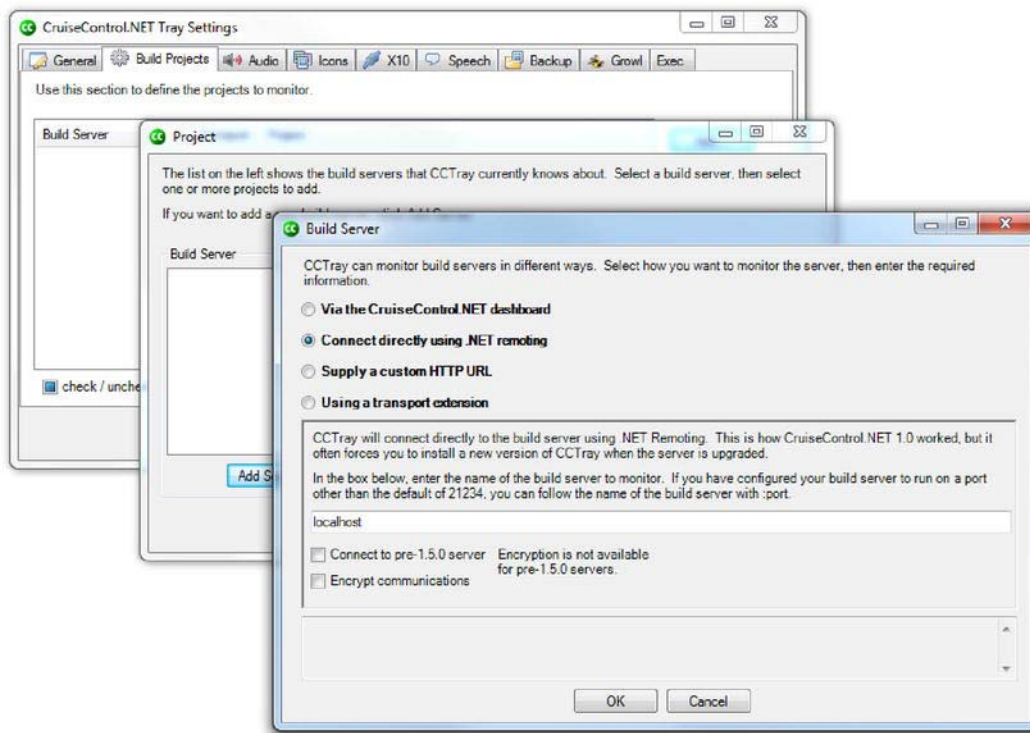 CruiseControl.NET Tray Settings
General Build Projects Audio Icons X10 Speech Backup Growl Exec
Use this section to define the projects to monitor.
Build Server
check / unche
Project
The list on the left shows the build servers that CCTray currently knows about. Select a build server, then select
one or more projects to add.
If you want to add a
Build Server
Add S
Build Server
CCTray can monitor build servers in different ways. Select how you want to monitor the server, then enter the required
information.
Via the CruiseControl.NET dashboard
Connect directly using .NET remoting
Supply a custom HTTP URL
Using a transport extension
CCTray will connect directly to the build server using .NET Remoting. This is how CruiseControl.NET 1.0 worked, but it
often forces you to install a new version of CCTray when the server is upgraded.
In the box below, enter the name of the build server to monitor. If you have configured your build server to run on a port
other than the default of 21234, you can follow the name of the build server with :port.
localhost
Connect to pre-1.5.0 server Encryption is not available
for pre-1.5.0 servers.
Encrypt communications
OK Cancel